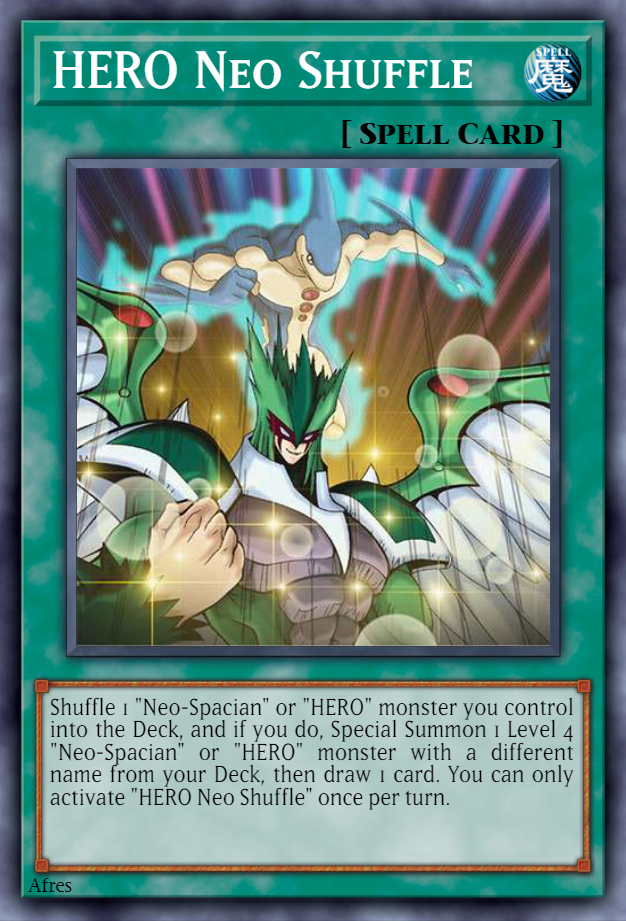 HERO Neo Shuffle
SPELL
魔
[ Spell Card ]
Shuffle 1 "Neo-Spacian" or "HERO" monster you control
into the Deck, and if you do, Special Summon 1 Level 4
"Neo-Spacian" or "HERO" monster with a different
name from your Deck, then draw 1 card. You can only
activate "HERO Neo Shuffle" once per turn.
Afres